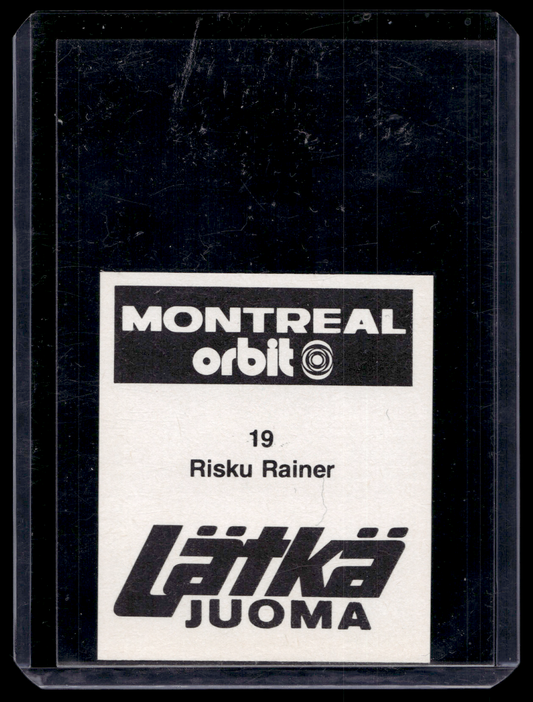 MONTREAL
orbit
19
Risku Rainer
Lätkä
JUOMA